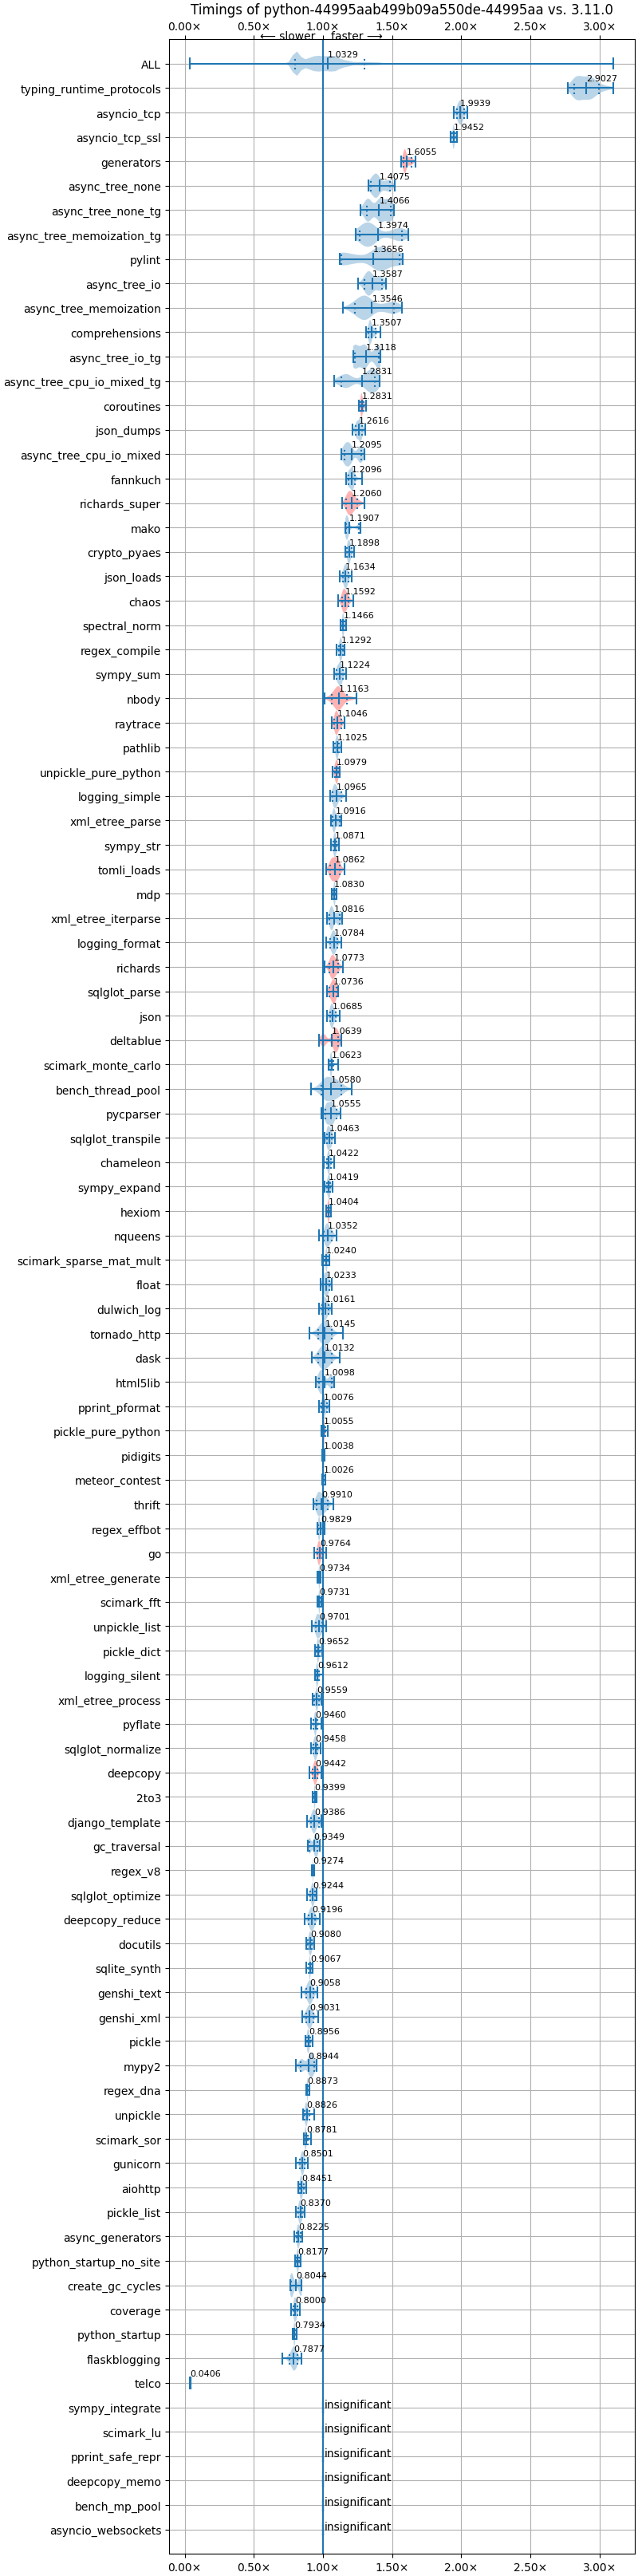 Timings of python-44995aab499b09a550de-44995aa vs. 3.11.0
← slower faster →
0.00× 0.50× 1.00× 1.50× 2.00× 2.50× 3.00×
ALL 1.0329
typing_runtime_protocols 2.9027
asyncio_tcp 1.9939
asyncio_tcp_ssl 1.9452
generators 1.6055
async_tree_none 1.4075
async_tree_none_tg 1.4066
async_tree_memoization_tg 1.3974
pylint 1.3656
async_tree_io 1.3587
async_tree_memoization 1.3546
comprehensions 1.3507
async_tree_io_tg 1.3118
async_tree_cpu_io_mixed_tg 1.2831
coroutines 1.2831
json_dumps 1.2616
async_tree_cpu_io_mixed 1.2095
fannkuch 1.2096
richards_super 1.2060
mako 1.1907
crypto_pyaes 1.1898
json_loads 1.1634
chaos 1.1592
spectral_norm 1.1466
regex_compile 1.1292
sympy_sum 1.1224
nbody 1.1163
raytrace 1.1046
pathlib 1.1025
unpickle_pure_python 1.0979
logging_simple 1.0965
xml_etree_parse 1.0916
sympy_str 1.0871
tomli_loads 1.0862
mdp 1.0830
xml_etree_iterparse 1.0816
logging_format 1.0784
richards 1.0773
sqlglot_parse 1.0736
json 1.0685
deltablue 1.0639
scimark_monte_carlo 1.0623
bench_thread_pool 1.0580
pycparser 1.0555
sqlglot_transpile 1.0463
chameleon 1.0422
sympy_expand 1.0419
hexiom 1.0404
nqueens 1.0352
scimark_sparse_mat_mult 1.0240
float 1.0233
dulwich_log 1.0161
tornado_http 1.0145
dask 1.0132
html5lib 1.0098
pprint_pformat 1.0076
pickle_pure_python 1.0055
pidigits 1.0038
meteor_contest 1.0026
thrift 0.9910
regex_effbot 0.9829
go 0.9764
xml_etree_generate 0.9734
scimark_fft 0.9731
unpickle_list 0.9701
pickle_dict 0.9652
logging_silent 0.9612
xml_etree_process 0.9559
pyflate 0.9460
sqlglot_normalize 0.9458
deepcopy 0.9442
2to3 0.9399
django_template 0.9386
gc_traversal 0.9349
regex_v8 0.9274
sqlglot_optimize 0.9244
deepcopy_reduce 0.9196
docutils 0.9080
sqlite_synth 0.9067
genshi_text 0.9058
genshi_xml 0.9031
pickle 0.8956
mypy2 0.8944
regex_dna 0.8873
unpickle 0.8826
scimark_sor 0.8781
gunicorn 0.8501
aiohttp 0.8451
pickle_list 0.8370
async_generators 0.8225
python_startup_no_site 0.8177
create_gc_cycles 0.8044
coverage 0.8000
python_startup 0.7934
flaskblogging 0.7877
telco 0.0406
sympy_integrate insignificant
scimark_lu insignificant
pprint_safe_repr insignificant
deepcopy_memo insignificant
bench_mp_pool insignificant
asyncio_websockets insignificant
0.00× 0.50× 1.00× 1.50× 2.00× 2.50× 3.00×